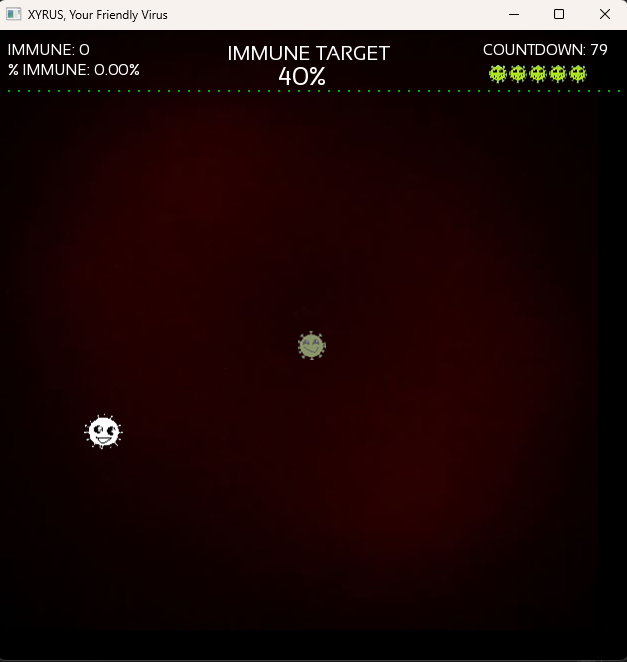 XYRUS, Your Friendly Virus
IMMUNE: 0
% IMMUNE: 0.00%
IMMUNE TARGET
40%
COUNTDOWN: 79